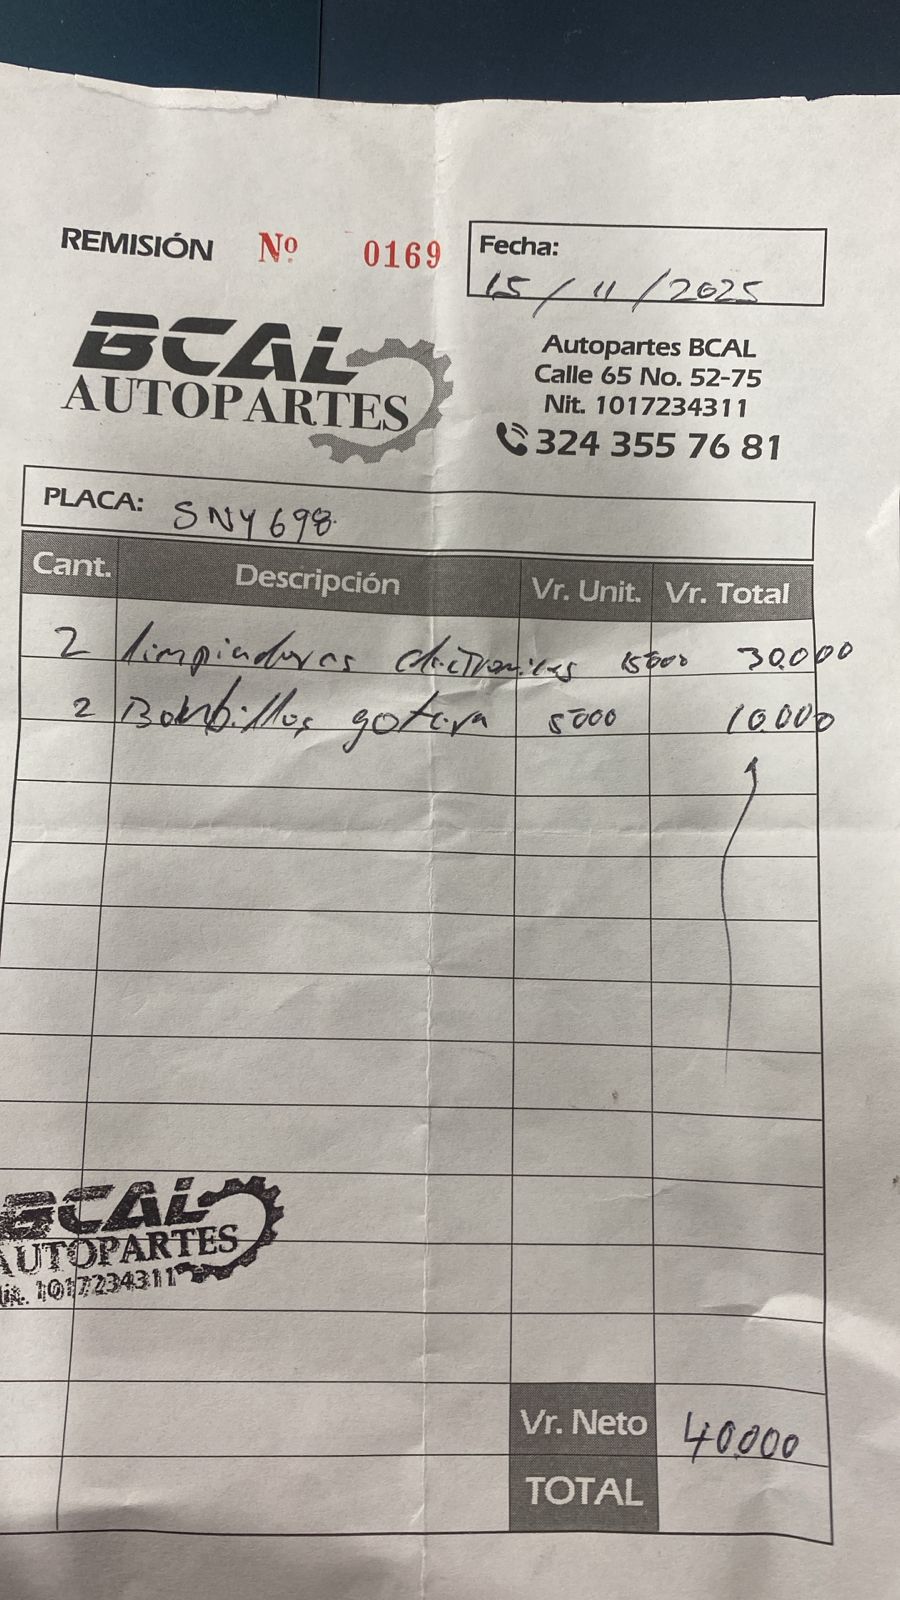 REMISIÓN Nº 0169
Fecha:
15 / 11 / 2025
BCAL
AUTOPARTES
Autopartes BCAL
Calle 65 No. 52-75
Nit. 1017234311
324 355 76 81
PLACA: SNY698
Cant. Descripción Vr. Unit. Vr. Total
2 limpiadores electronicos 15000 30.000
2 Bombillos gotera 5000 10.000
BCAL
AUTOPARTES
Nit. 1017234311
Vr. Neto 40.000
TOTAL